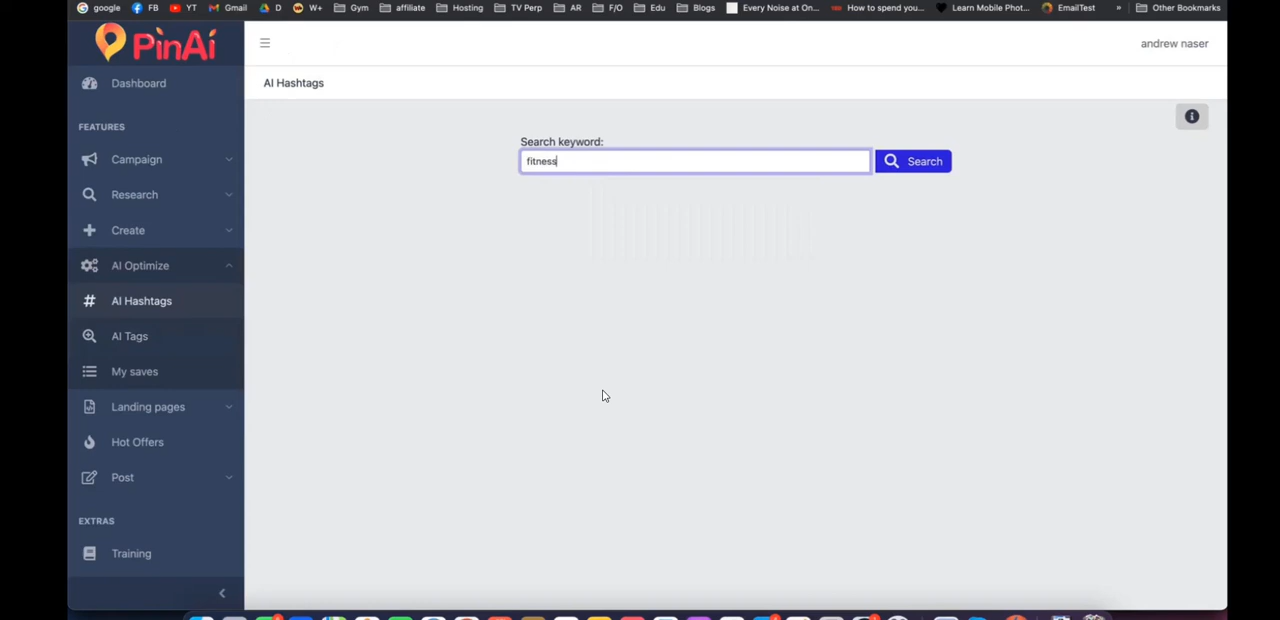 google FB YT Gmail D W+ Gym affiliate Hosting TV Perp AR F/O Edu Blogs Every Noise at On... How to spend you... Learn Mobile Phot... EmailTest » Other Bookmarks
PinAi
andrew naser
Dashboard
AI Hashtags
FEATURES
Search keyword:
Campaign
fitness
Search
Research
Create
AI Optimize
# AI Hashtags
AI Tags
My saves
Landing pages
Hot Offers
Post
EXTRAS
Training